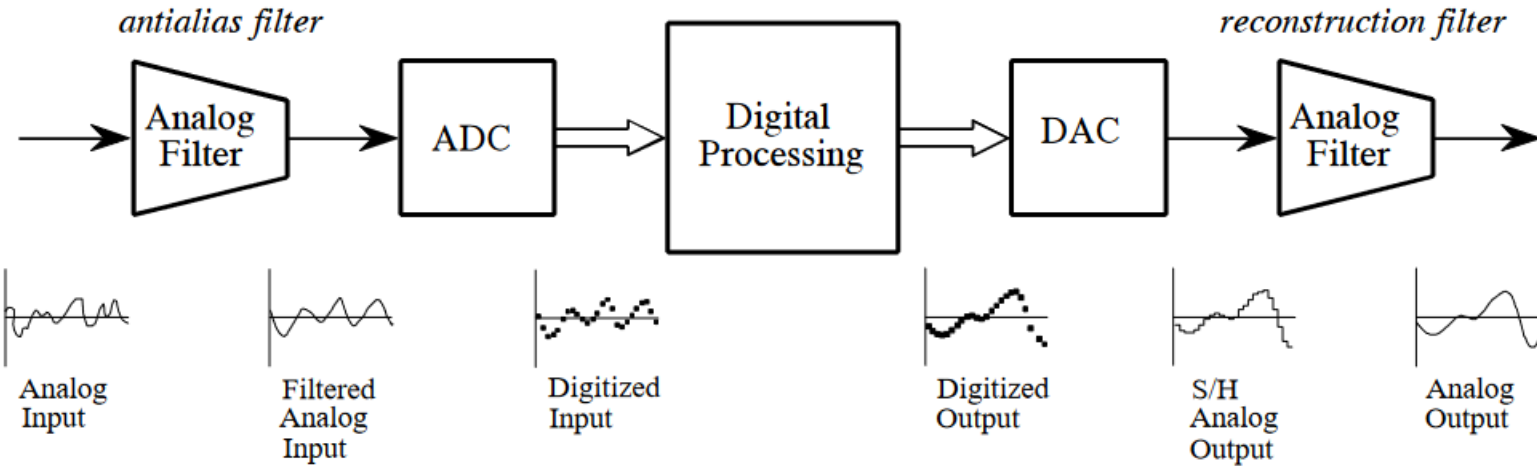 antialias filter
reconstruction filter
Analog
Filter
ADC
Digital
Processing
DAC
Analog
Filter
Analog
Input
Filtered
Analog
Input
Digitized
Input
Digitized
Output
S/H
Analog
Output
Analog
Output